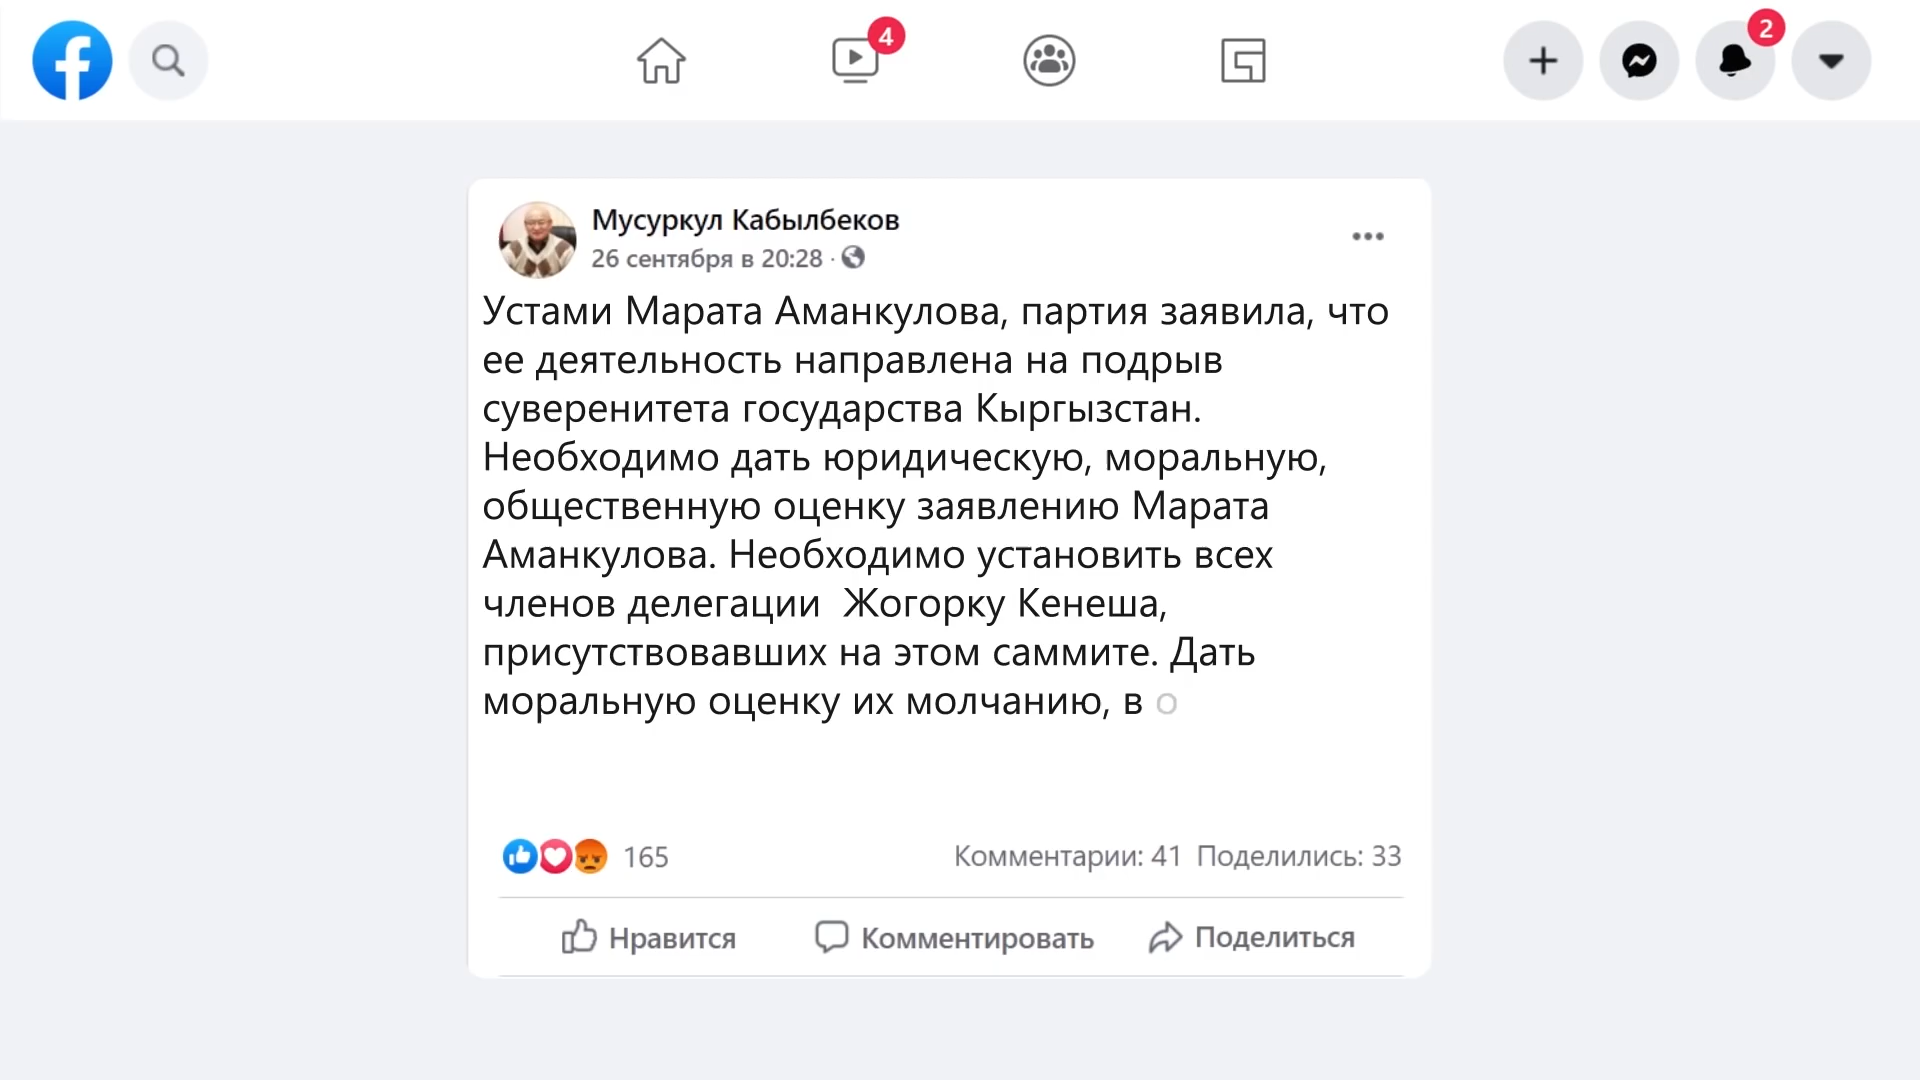 4
2
Мусуркул Кабылбеков
26 сентября в 20:28 ·
Устами Марата Аманкулова, партия заявила, что
ее деятельность направлена на подрыв
суверенитета государства Кыргызстан.
Необходимо дать юридическую, моральную,
общественную оценку заявлению Марата
Аманкулова. Необходимо установить всех
членов делегации  Жогорку Кенеша,
присутствовавших на этом саммите. Дать
моральную оценку их молчанию, в о
165
Комментарии: 41 Поделились: 33
Нравится Комментировать Поделиться